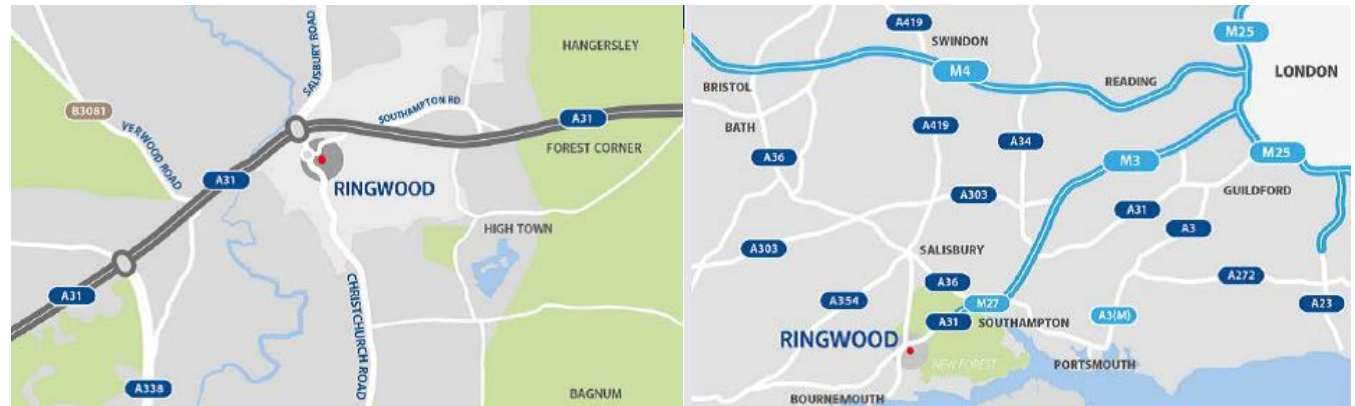 HANGERSLEY
SALISBURY ROAD
B3081
SOUTHAMPTON RD
A31
VERWOOD ROAD
FOREST CORNER
A31
RINGWOOD
HIGH TOWN
A31
CHRISTCHURCH ROAD
A338
BAGNUM
A419
M25
SWINDON
M4
LONDON
READING
BRISTOL
BATH
A419
A34
A36
M3
M25
GUILDFORD
A303
A31
A3
A303
SALISBURY
A272
A36
A354
M27
A23
A31
SOUTHAMPTON
A3(M)
RINGWOOD
NEW FOREST
PORTSMOUTH
BOURNEMOUTH